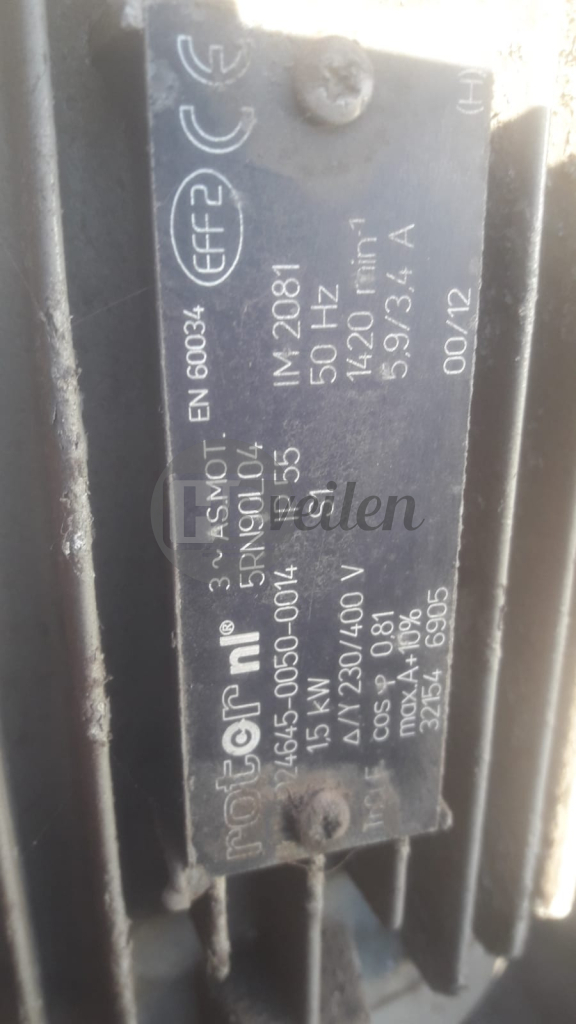 rotor nl® 3 ~ ASMOT. EN 60034 EFF2 CE
5RN90L04
224645-0050-0014 IP 55 IM 2081
1,5 kW S1 50 Hz
Δ/Y 230/400 V 1420 min⁻¹
cos φ 0,81 5,9/3,4 A
max.A+10%
32154 6905 00/12 (H)
veilen